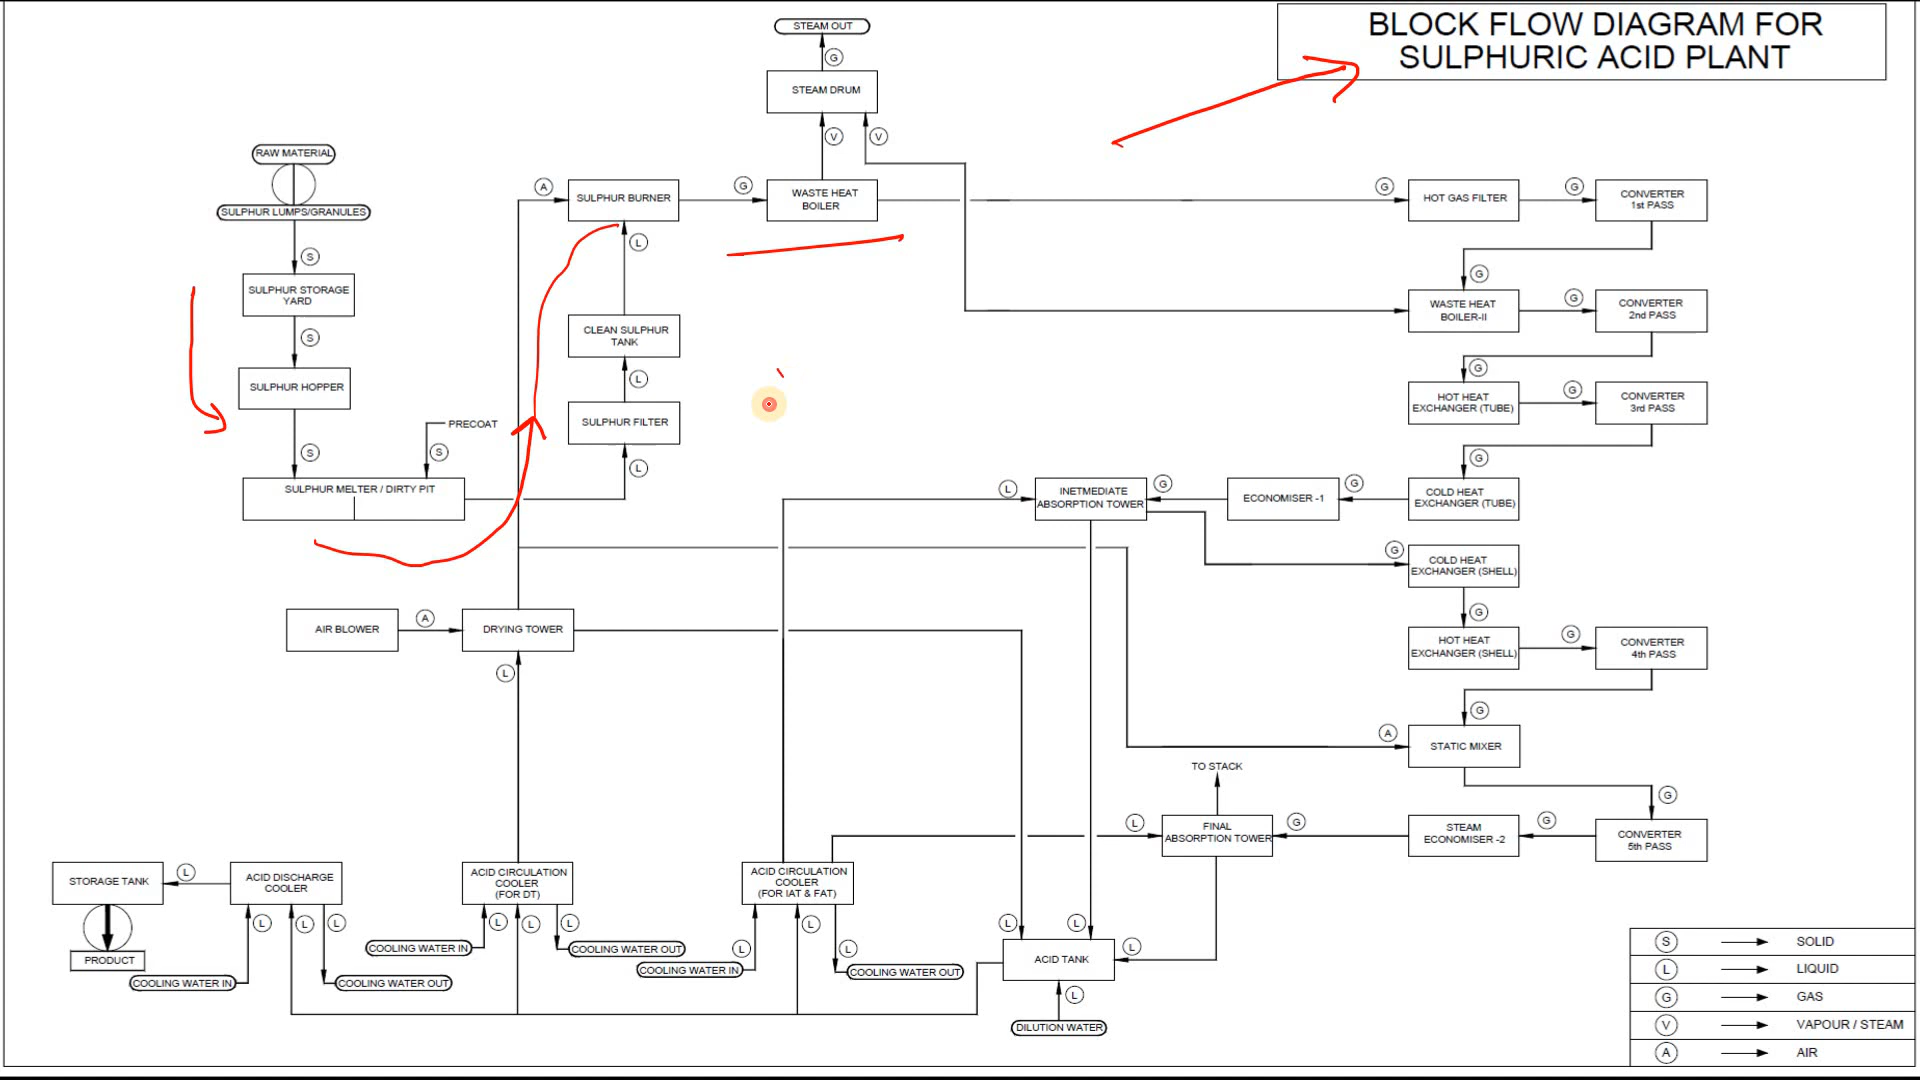 BLOCK FLOW DIAGRAM FOR
SULPHURIC ACID PLANT
STEAM OUT
G
STEAM DRUM
V
V
RAW MATERIAL
SULPHUR LUMPS/GRANULES
S
SULPHUR STORAGE
YARD
S
SULPHUR HOPPER
S
PRECOAT
S
SULPHUR MELTER / DIRTY PIT
A
SULPHUR BURNER
G
WASTE HEAT
BOILER
L
CLEAN SULPHUR
TANK
L
SULPHUR FILTER
L
G
HOT GAS FILTER
G
CONVERTER
1st PASS
G
WASTE HEAT
BOILER-II
G
CONVERTER
2nd PASS
G
HOT HEAT
EXCHANGER (TUBE)
G
CONVERTER
3rd PASS
G
COLD HEAT
EXCHANGER (TUBE)
G
ECONOMISER -1
G
INETMEDIATE
ABSORPTION TOWER
L
G
COLD HEAT
EXCHANGER (SHELL)
G
HOT HEAT
EXCHANGER (SHELL)
G
CONVERTER
4th PASS
G
A
STATIC MIXER
G
CONVERTER
5th PASS
G
STEAM
ECONOMISER -2
G
FINAL
ABSORPTION TOWER
L
TO STACK
AIR BLOWER
A
DRYING TOWER
L
STORAGE TANK
L
ACID DISCHARGE
COOLER
PRODUCT
L
L
L
COOLING WATER IN
COOLING WATER OUT
ACID CIRCULATION
COOLER
(FOR DT)
L
L
L
COOLING WATER IN
COOLING WATER OUT
ACID CIRCULATION
COOLER
(FOR IAT & FAT)
L
L
L
COOLING WATER IN
COOLING WATER OUT
L
L
L
ACID TANK
L
DILUTION WATER
S SOLID
L LIQUID
G GAS
V VAPOUR / STEAM
A AIR